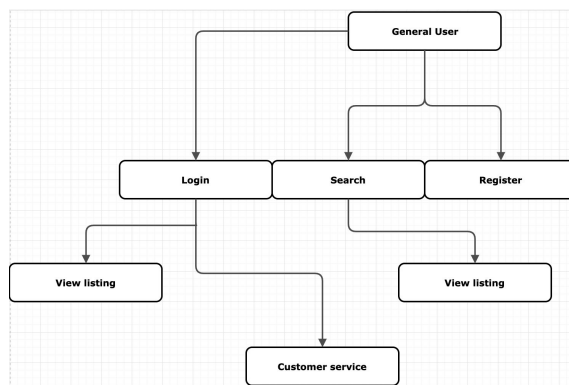 General User
Login
Search
Register
View listing
View listing
Customer service